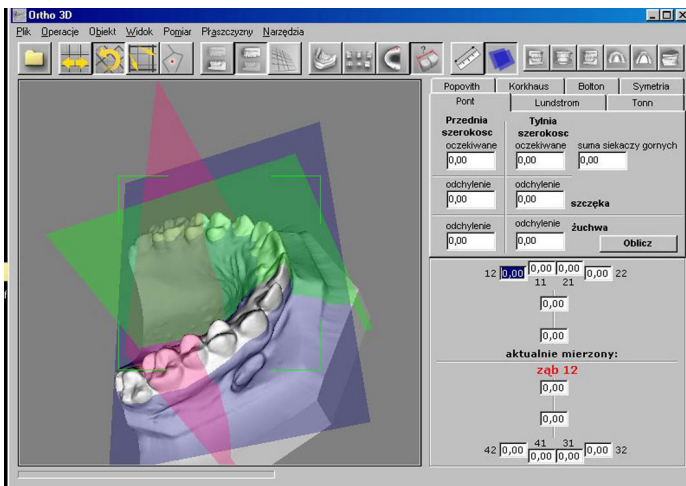 Ortho 3D
Plik Operacje Obiekt Widok Pomiar Płaszczyzny Narzędzia
Popovith Korkhaus Bolton Symetria
Pont Lundstrom Tonn
Przednia szerokosc
Tylnia szerokosc
oczekiwane oczekiwane suma siekaczy gornych
0,00 0,00 0,00
odchylenie odchylenie
0,00 0,00 szczęka
odchylenie odchylenie żuchwa
0,00 0,00 Oblicz
12 0,00 0,00 0,00 0,00 22
11 21
0,00
0,00
aktualnie mierzony:
ząb 12
0,00
0,00
41 31
42 0,00 0,00 0,00 0,00 32